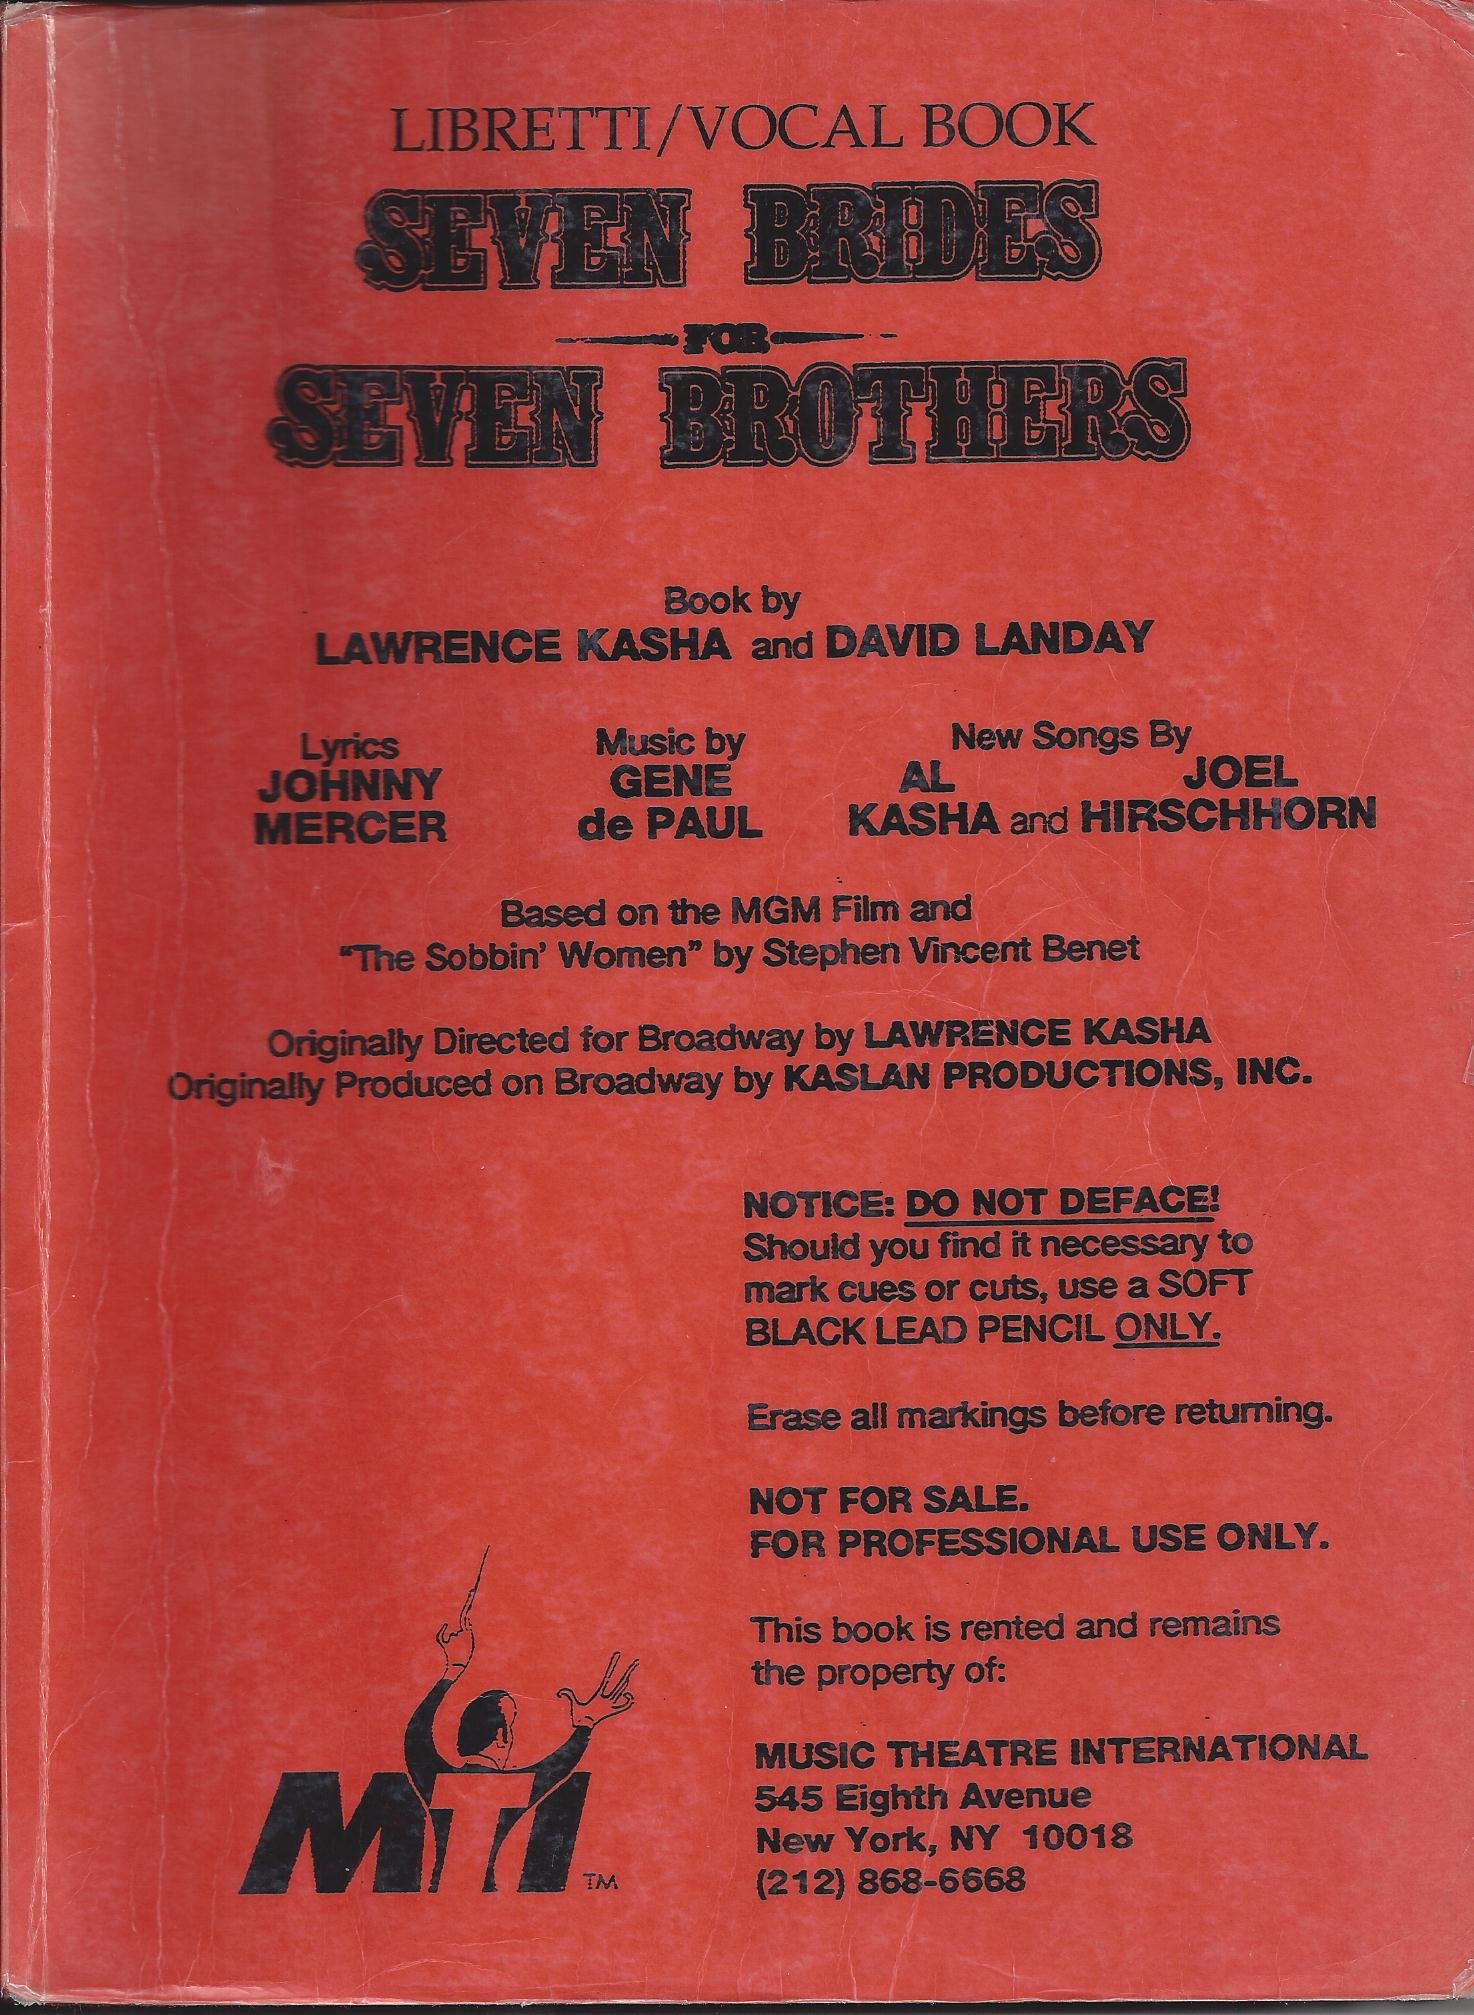 LIBRETTI/VOCAL BOOK
SEVEN BRIDES
FOR
SEVEN BROTHERS
Book by
LAWRENCE KASHA and DAVID LANDAY
Lyrics
JOHNNY
MERCER
Music by
GENE
de PAUL
New Songs By
AL JOEL
KASHA and HIRSCHHORN
Based on the MGM Film and
"The Sobbin' Women" by Stephen Vincent Benet
Originally Directed for Broadway by LAWRENCE KASHA
Originally Produced on Broadway by KASLAN PRODUCTIONS, INC.
NOTICE: DO NOT DEFACE!
Should you find it necessary to
mark cues or cuts, use a SOFT
BLACK LEAD PENCIL ONLY.
Erase all markings before returning.
NOT FOR SALE.
FOR PROFESSIONAL USE ONLY.
This book is rented and remains
the property of:
MUSIC THEATRE INTERNATIONAL
545 Eighth Avenue
New York, NY 10018
(212) 868-6668
MTI TM